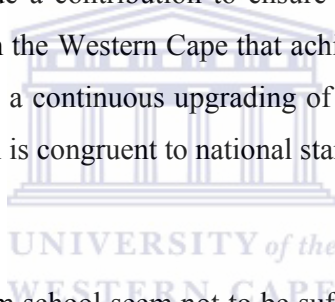 a contribution to ensure
the Western Cape that achi
a continuous upgrading of
is congruent to national sta
UNIVERSITY of the
WESTERN CAPE
school seem not to be suf